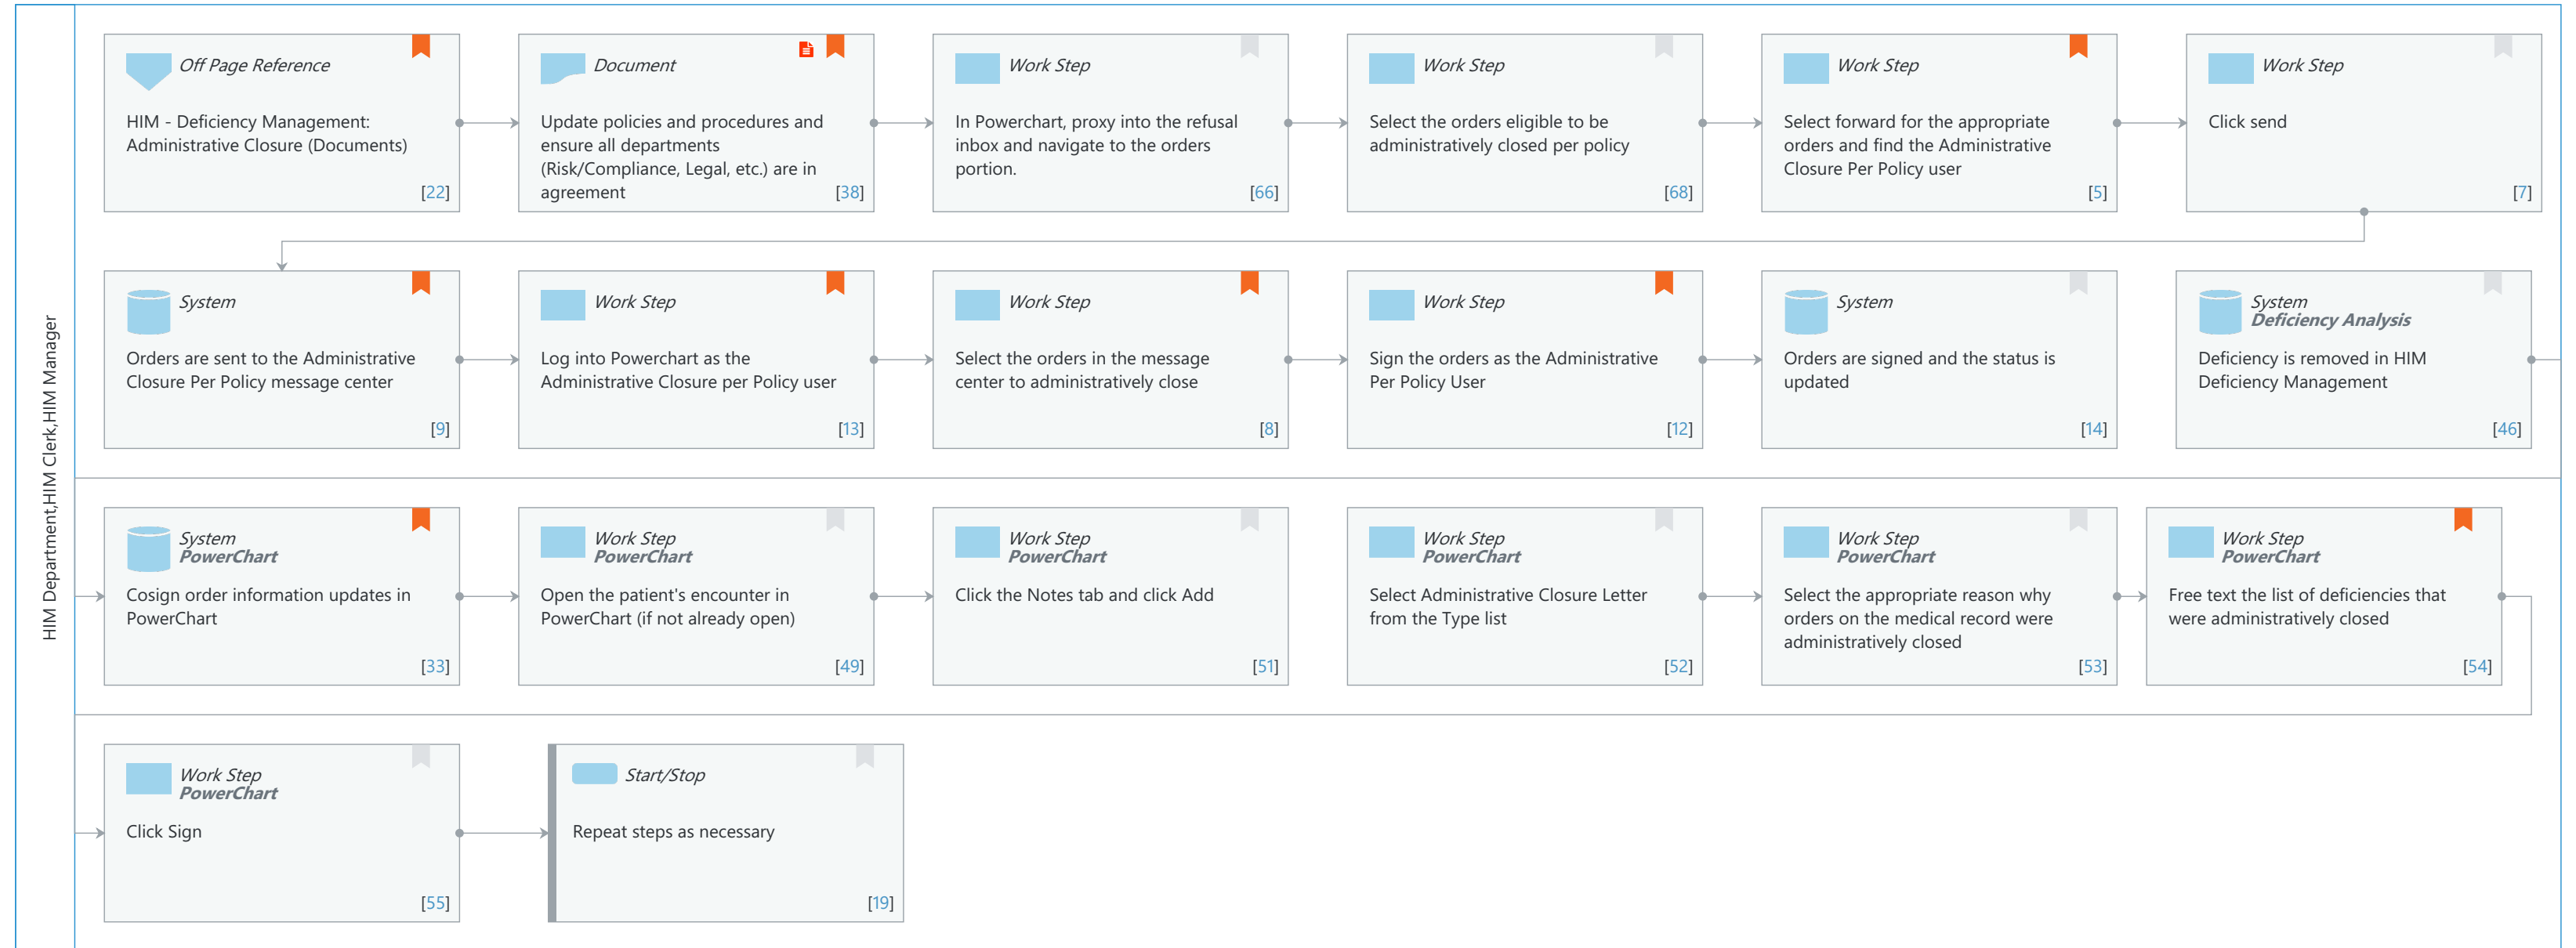 HIM Department,HIM Clerk,HIM Manager
Off Page Reference
HIM - Deficiency Management:
Administrative Closure (Documents)
[22]
Document
Update policies and procedures and
ensure all departments
(Risk/Compliance, Legal, etc.) are in
agreement
[38]
Work Step
In Powerchart, proxy into the refusal
inbox and navigate to the orders
portion.
[66]
Work Step
Select the orders eligible to be
administratively closed per policy
[68]
Work Step
Select forward for the appropriate
orders and find the Administrative
Closure Per Policy user
[5]
Work Step
Click send
[7]
System
Orders are sent to the Administrative
Closure Per Policy message center
[9]
Work Step
Log into Powerchart as the
Administrative Closure per Policy user
[13]
Work Step
Select the orders in the message
center to administratively close
[8]
Work Step
Sign the orders as the Administrative
Per Policy User
[12]
System
Orders are signed and the status is
updated
[14]
System
Deficiency Analysis
Deficiency is removed in HIM
Deficiency Management
[46]
System
PowerChart
Cosign order information updates in
PowerChart
[33]
Work Step
PowerChart
Open the patient's encounter in
PowerChart (if not already open)
[49]
Work Step
PowerChart
Click the Notes tab and click Add
[51]
Work Step
PowerChart
Select Administrative Closure Letter
from the Type list
[52]
Work Step
PowerChart
Select the appropriate reason why
orders on the medical record were
administratively closed
[53]
Work Step
PowerChart
Free text the list of deficiencies that
were administratively closed
[54]
Work Step
PowerChart
Click Sign
[55]
Start/Stop
Repeat steps as necessary
[19]